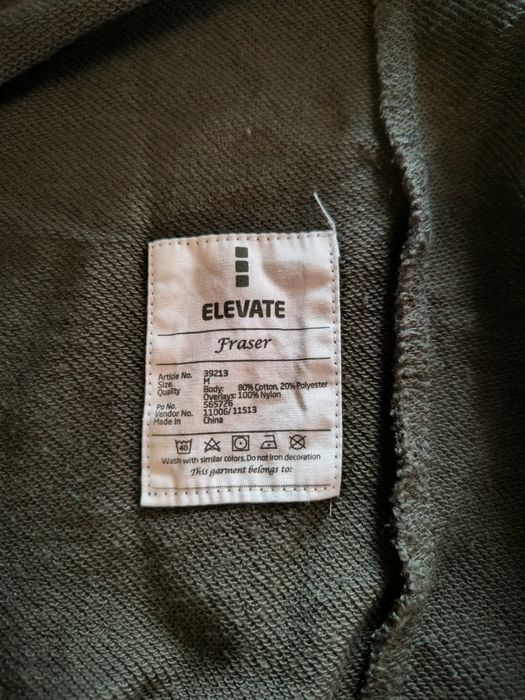 ELEVATE
Fraser
Article No. 39213
Size M
Quality Body: 80% Cotton, 20% Polyester
Overlays: 100% Nylon
Po No. S65726
Vendor No. 11006/11513
Made in China
40
Wash with similar colors. Do not iron decoration
This garment belongs to: